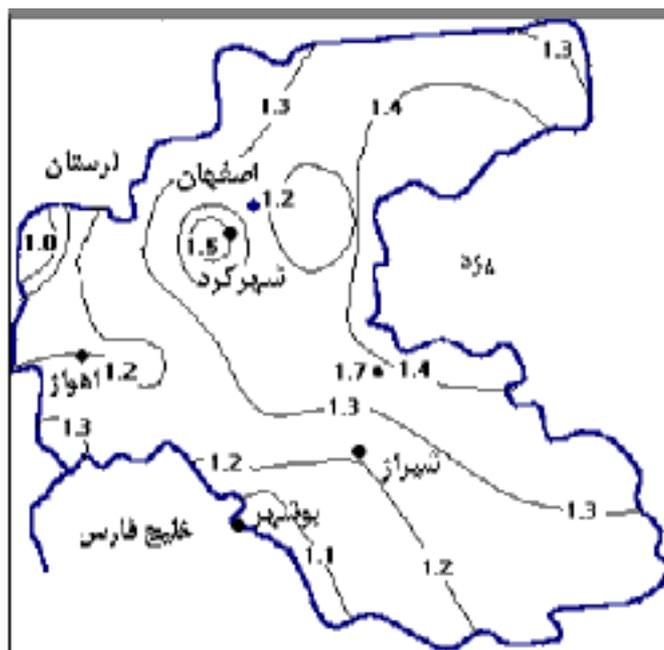 1.3
1.3
1.4
لرستان
اصفهان
1.2
1.0
1.5
شهرکرد
یزد
1.7
1.4
اهواز
1.2
1.3
1.3
1.2
شیراز
بوشهر
1.3
خلیج فارس
1.1
1.2